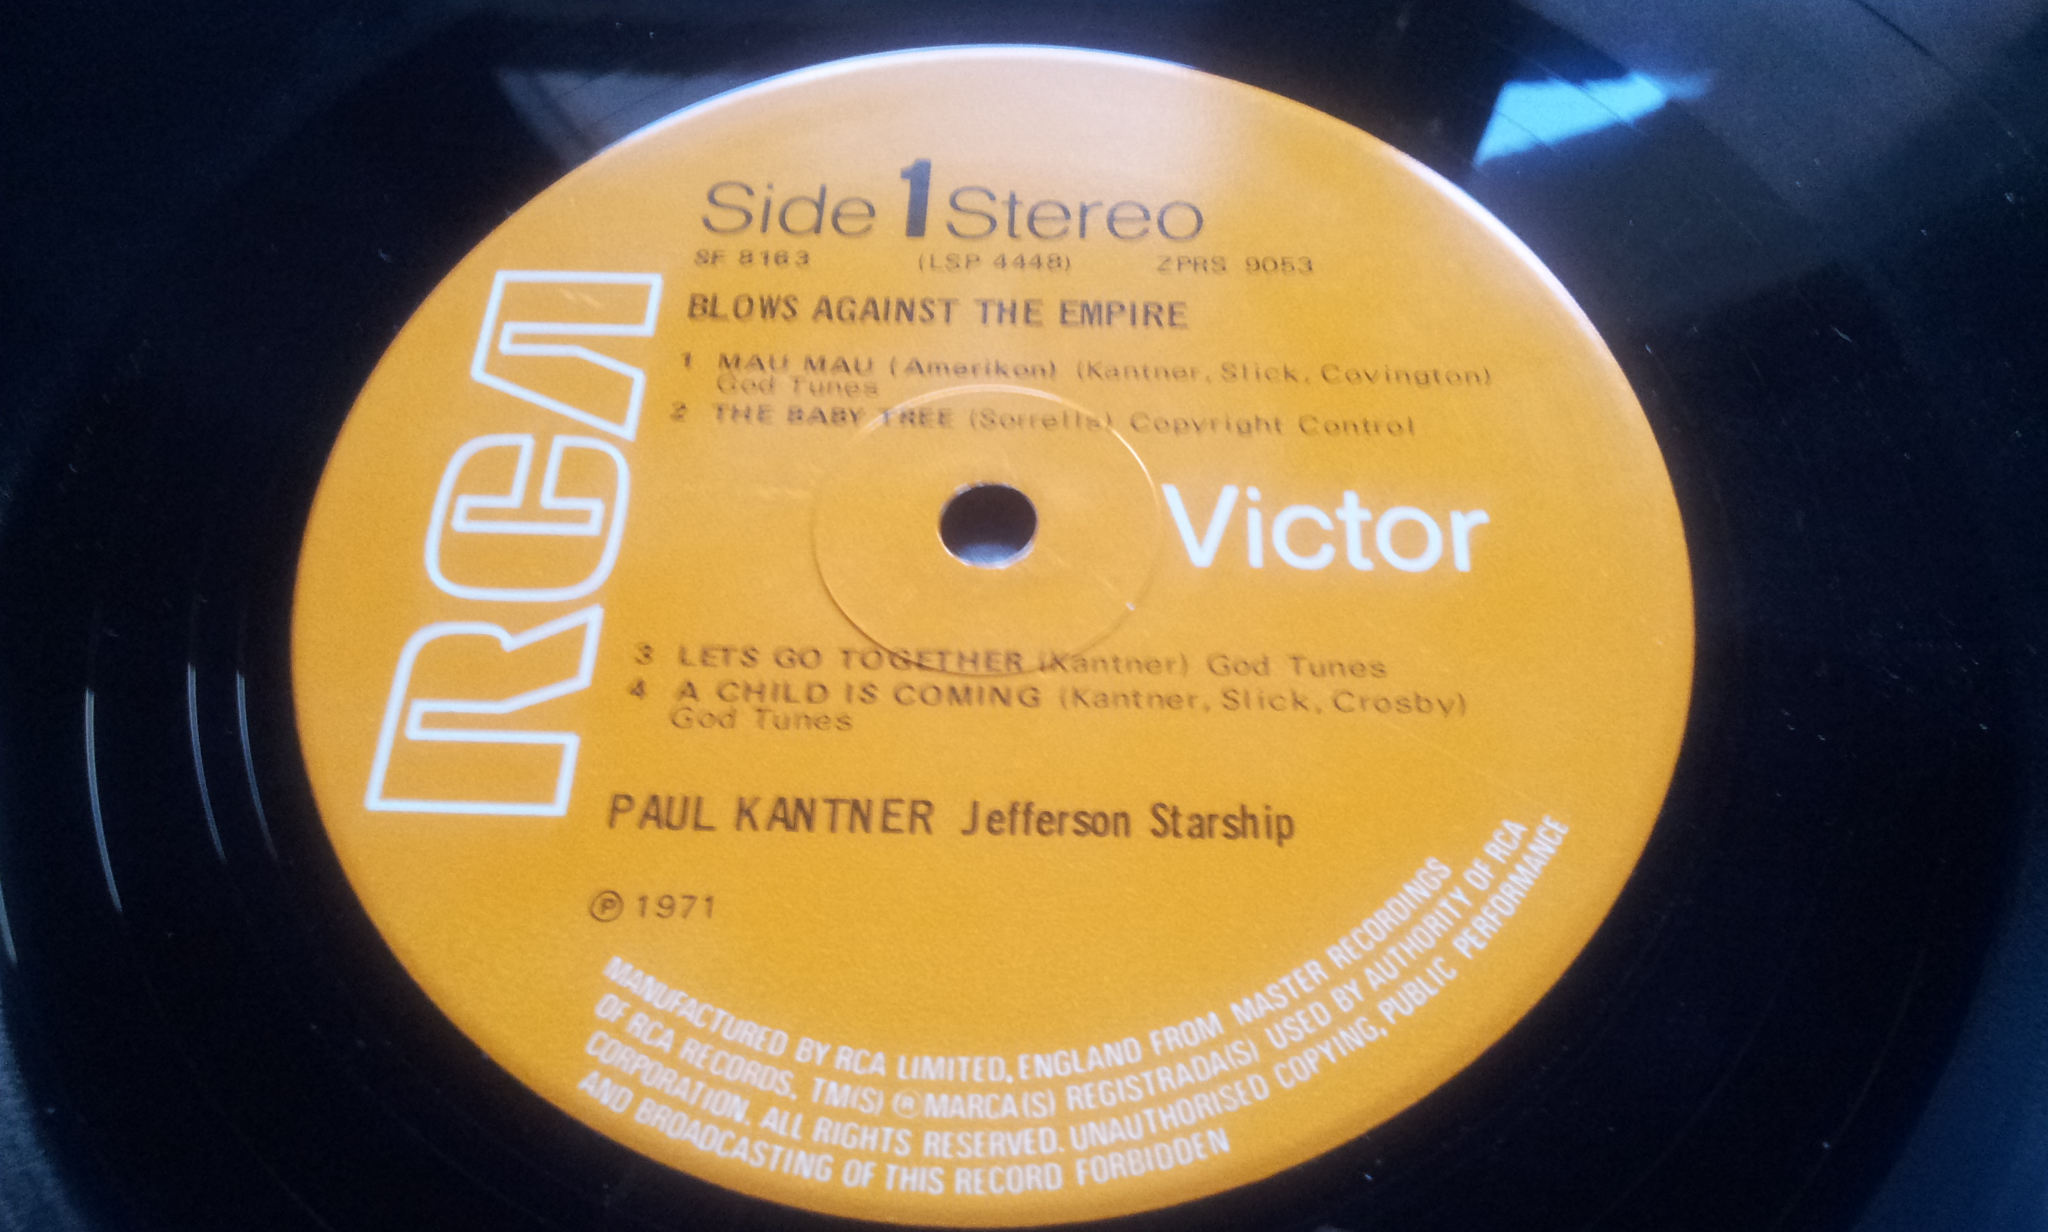 Side 1 Stereo
SF 8163 (LSP 4448) ZPRS 9053
BLOWS AGAINST THE EMPIRE
1 MAU MAU (Amerikon) (Kantner, Slick, Covington)
God Tunes
2 THE BABY TREE (Sorrells) Copyright Control
RCA
Victor
3 LETS GO TOGETHER (Kantner) God Tunes
4 A CHILD IS COMING (Kantner, Slick, Crosby)
God Tunes
PAUL KANTNER Jefferson Starship
℗ 1971
MANUFACTURED BY RCA LIMITED, ENGLAND FROM MASTER RECORDINGS
OF RCA RECORDS. TM(S) ® MARCA(S) REGISTRADA(S) USED BY AUTHORITY OF RCA
CORPORATION. ALL RIGHTS RESERVED. UNAUTHORISED COPYING, PUBLIC PERFORMANCE
AND BROADCASTING OF THIS RECORD FORBIDDEN